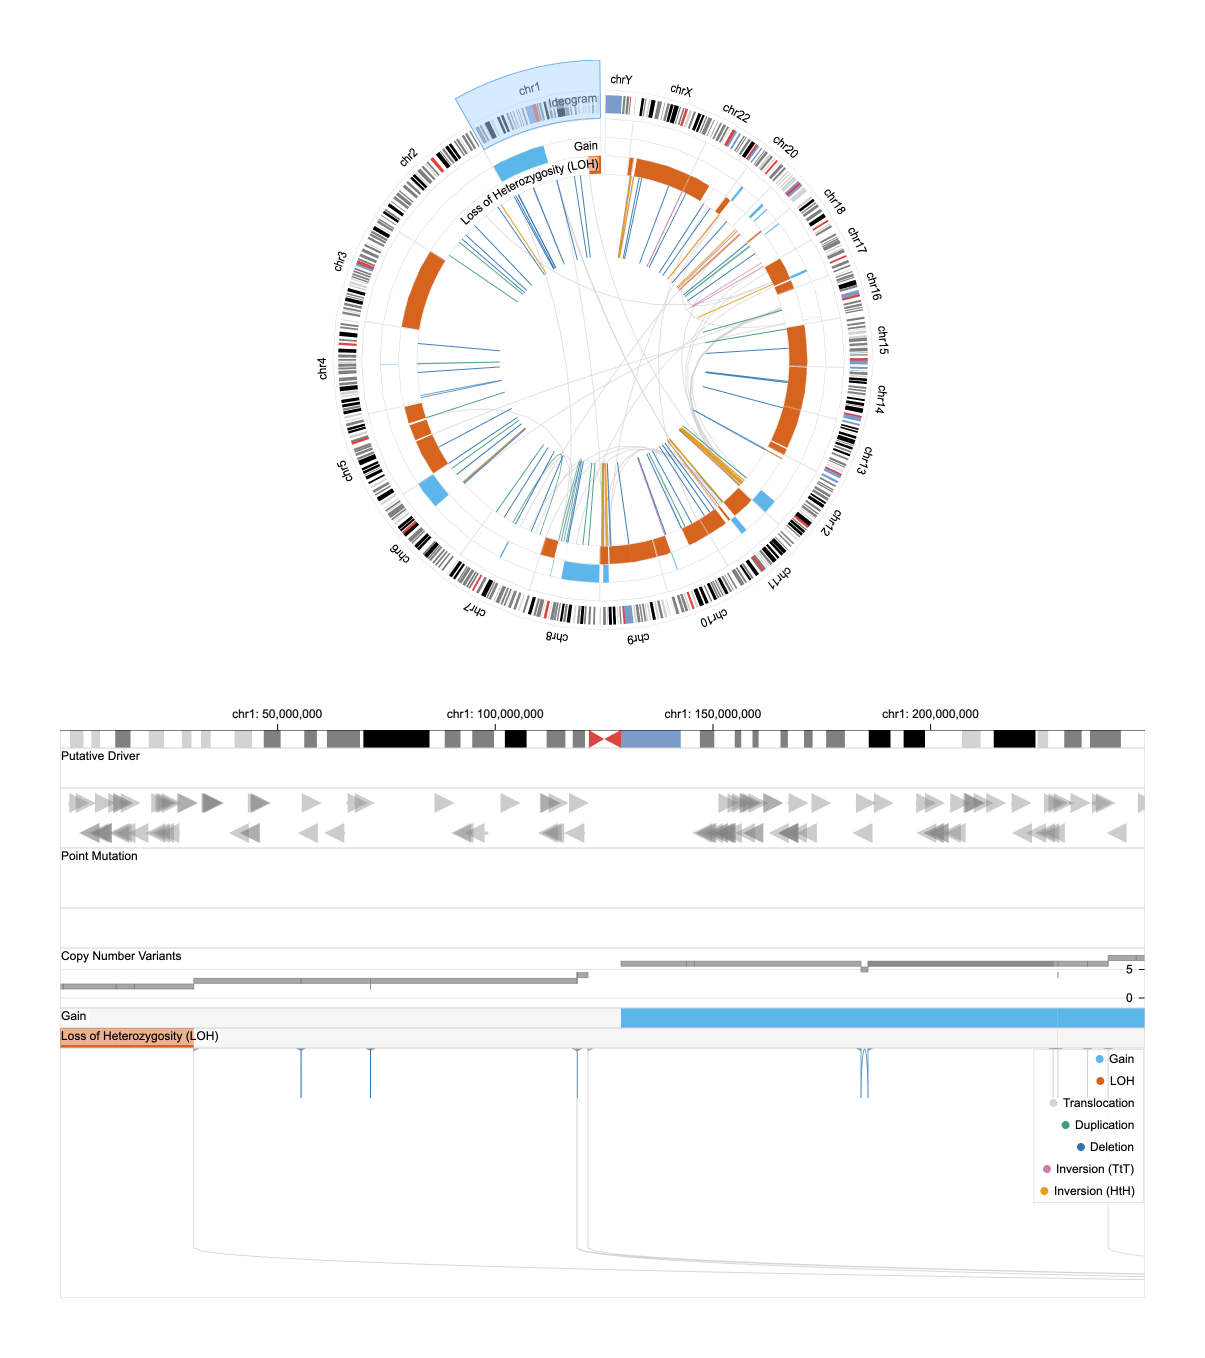 chr1
Ideogram
Gain
Loss of Heterozygosity (LOH)
chrY
chrX
chr22
chr20
chr18
chr17
chr16
chr15
chr14
chr13
chr12
chr11
chr10
chr9
chr8
chr7
chr6
chr5
chr4
chr3
chr2
chr1: 50,000,000 chr1: 100,000,000 chr1: 150,000,000 chr1: 200,000,000
Putative Driver
Point Mutation
Copy Number Variants
5
0
Gain
Loss of Heterozygosity (LOH)
Gain
LOH
Translocation
Duplication
Deletion
Inversion (TtT)
Inversion (HtH)